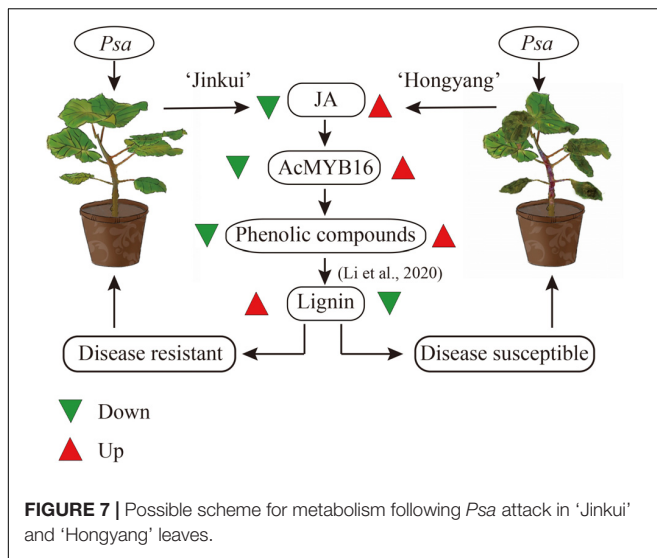 Psa
Psa
'Jinkui'
'Hongyang'
JA
AcMYB16
Phenolic compounds
(Li et al., 2020)
Lignin
Disease resistant
Disease susceptible
Down
Up
FIGURE 7 | Possible scheme for metabolism following Psa attack in 'Jinkui'
and 'Hongyang' leaves.